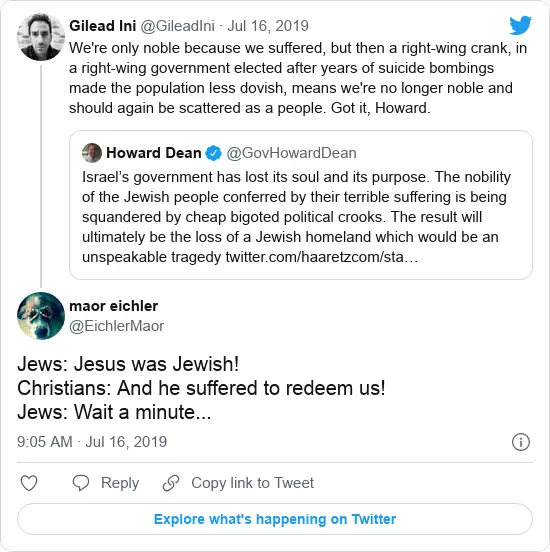 Gilead Ini @GileadIni · Jul 16, 2019
We're only noble because we suffered, but then a right-wing crank, in
a right-wing government elected after years of suicide bombings
made the population less dovish, means we're no longer noble and
should again be scattered as a people. Got it, Howard.
Howard Dean @GovHowardDean
Israel’s government has lost its soul and its purpose. The nobility
of the Jewish people conferred by their terrible suffering is being
squandered by cheap bigoted political crooks. The result will
ultimately be the loss of a Jewish homeland which would be an
unspeakable tragedy twitter.com/haaretzcom/sta…
maor eichler
@EichlerMaor
Jews: Jesus was Jewish!
Christians: And he suffered to redeem us!
Jews: Wait a minute...
9:05 AM · Jul 16, 2019
Reply Copy link to Tweet
Explore what's happening on Twitter